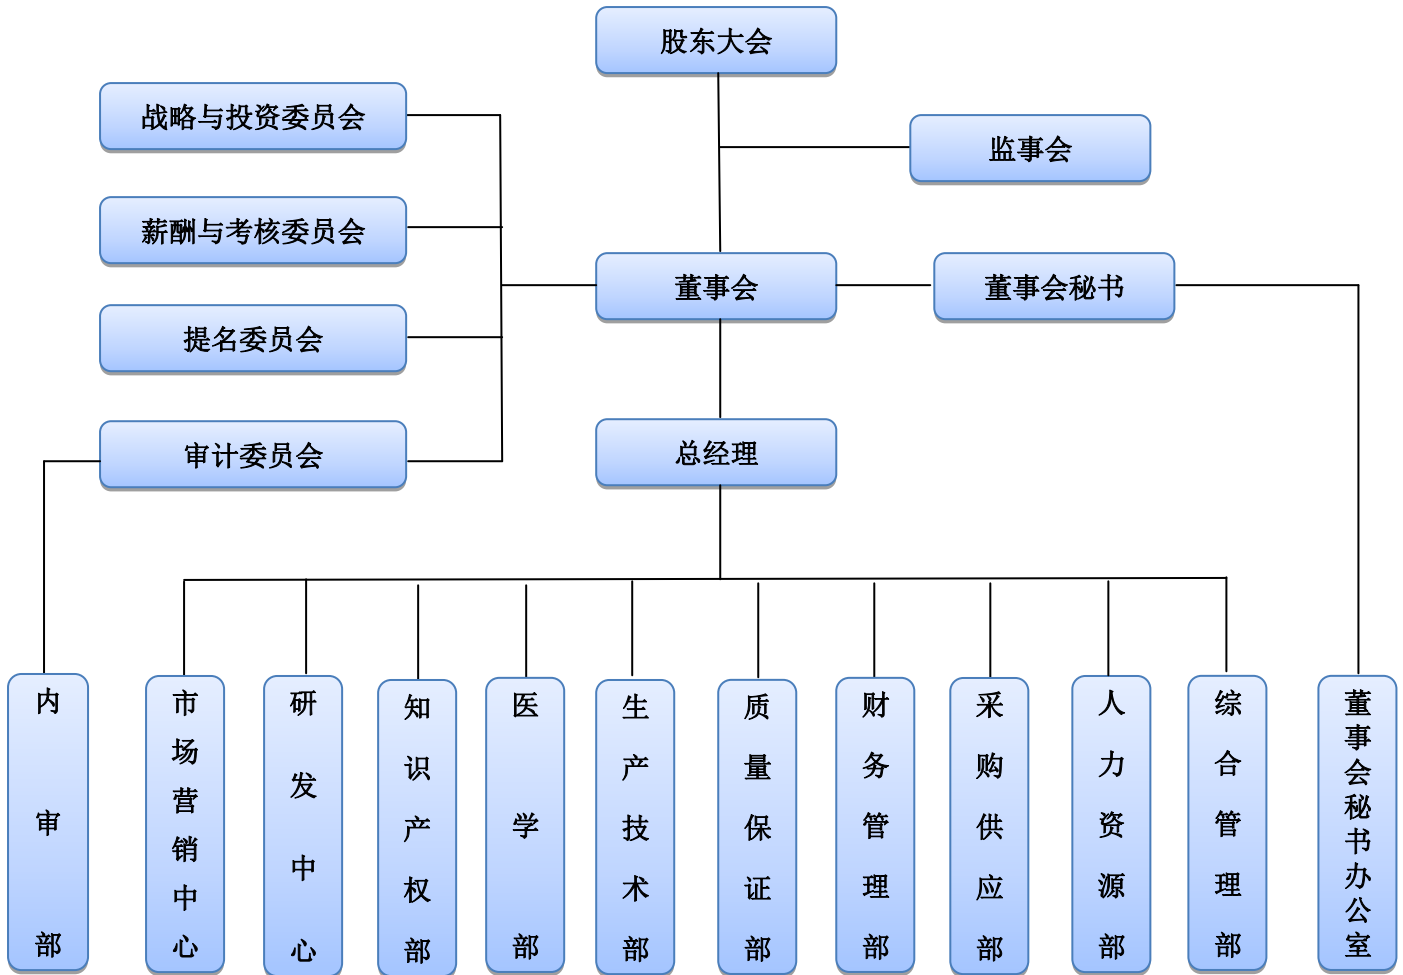 股东大会
战略与投资委员会
监事会
薪酬与考核委员会
董事会
董事会秘书
提名委员会
审计委员会
总经理
内审部
市场营销中心
研发中心
知识产权部
医学部
生产技术部
质量保证部
财务管理部
采购供应部
人力资源部
综合管理部
董事会秘书办公室